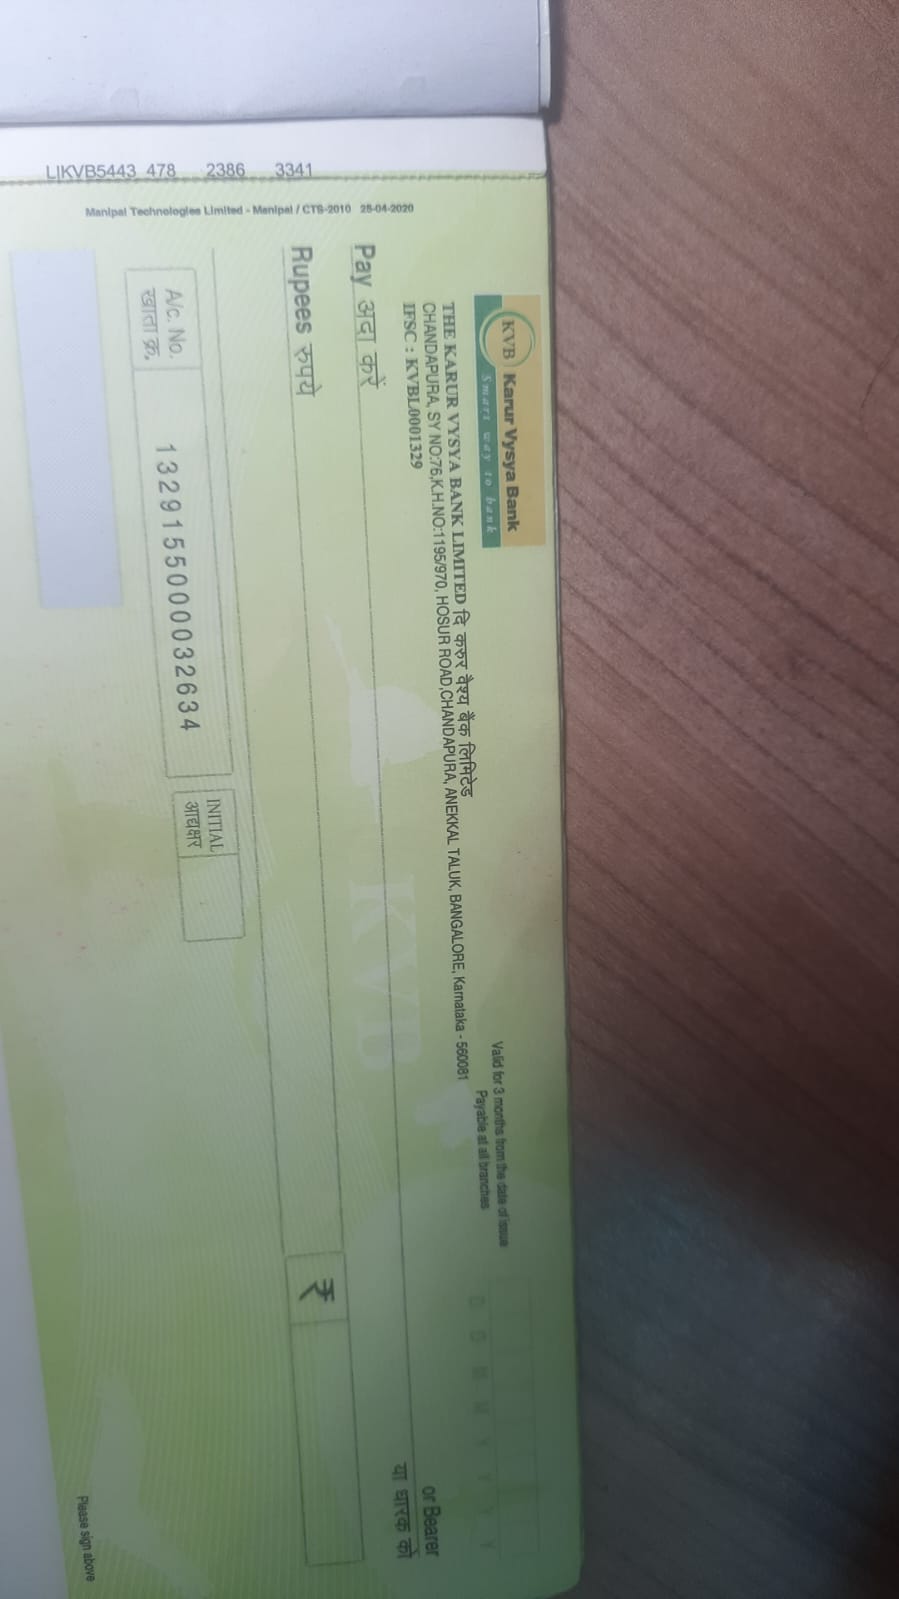 LIKVB5443 478 2386 3341
Manipal Technologies Limited - Manipal / CTS-2010 25-04-2020
KVB Karur Vysya Bank
Smart way to bank
Valid for 3 months from the date of issue
Payable at all branches
D D M M Y Y Y Y
THE KARUR VYSYA BANK LIMITED दि करुर वैश्य बैंक लिमिटेड
CHANDAPURA, SY NO:76,K.H.NO:1195/970, HOSUR ROAD,CHANDAPURA, ANEKKAL TALUK, BANGALORE, Karnataka - 560081
IFSC : KVBL0001329
Pay अदा करें
or Bearer
या धारक को
Rupees रुपये
₹
A/c. No.
खाता क्र.
1329155000032634
INITIAL
आद्यक्षर
KVB
Please sign above